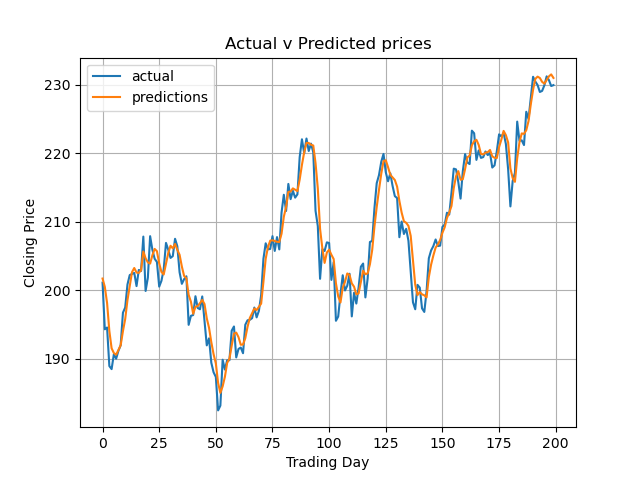 Actual v Predicted prices
actual
predictions
Closing Price
230
220
210
200
190
0 25 50 75 100 125 150 175 200
Trading Day